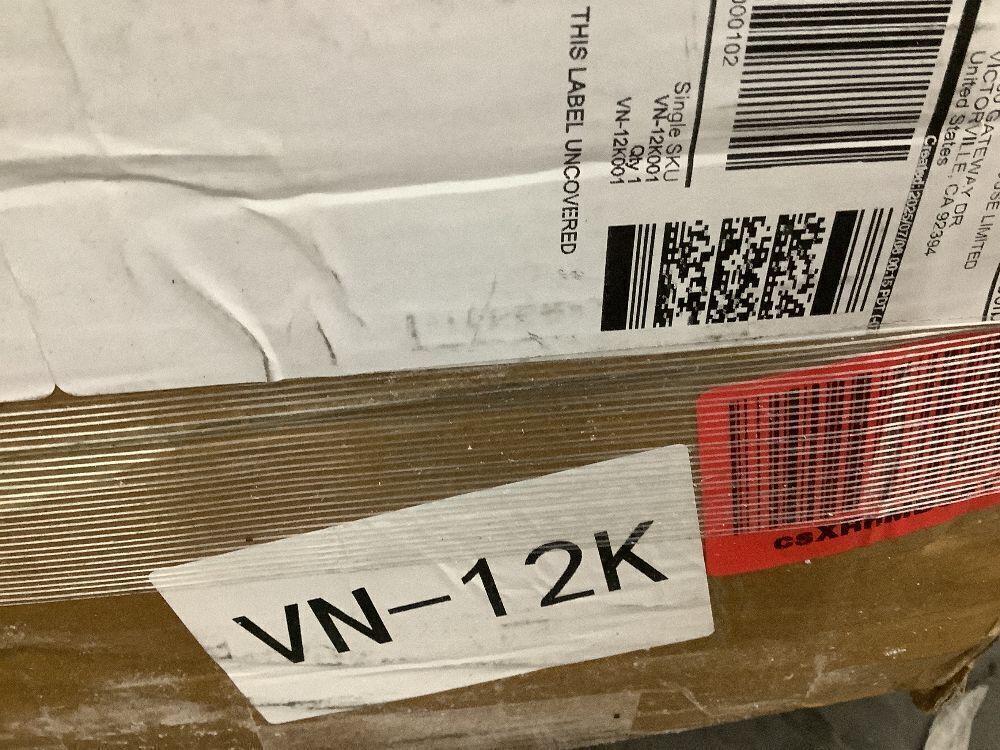 000102
THIS LABEL UNCOVERED
Single SKU
VN-12K001
Qty 1
VN-12K001
LIMITED
GATEWAY DR
VICTORVILLE, CA 92394
United States
VN-12K